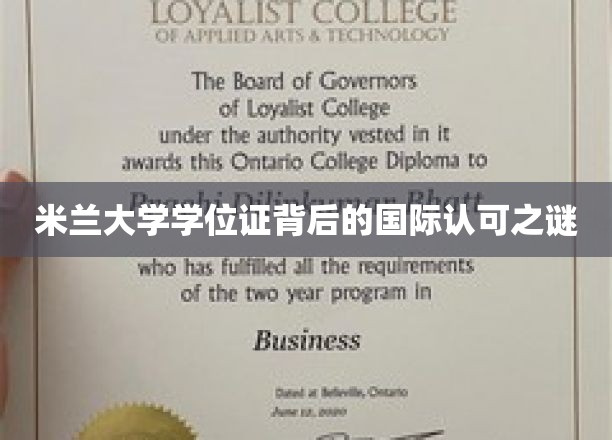 LOYALIST COLLEGE
OF APPLIED ARTS & TECHNOLOGY
The Board of Governors
of Loyalist College
under the authority vested in it
awards this Ontario College Diploma to
米兰大学学位证背后的国际认可之谜
who has fulfilled all the requirements
of the two year program in
Business
Dated at Belleville, Ontario
June 12, 2020